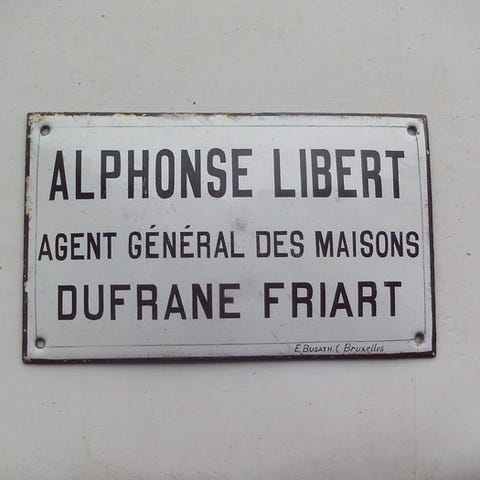 ALPHONSE LIBERT
AGENT GÉNÉRAL DES MAISONS
DUFRANE FRIART
E. BUSATH. C Bruxelles